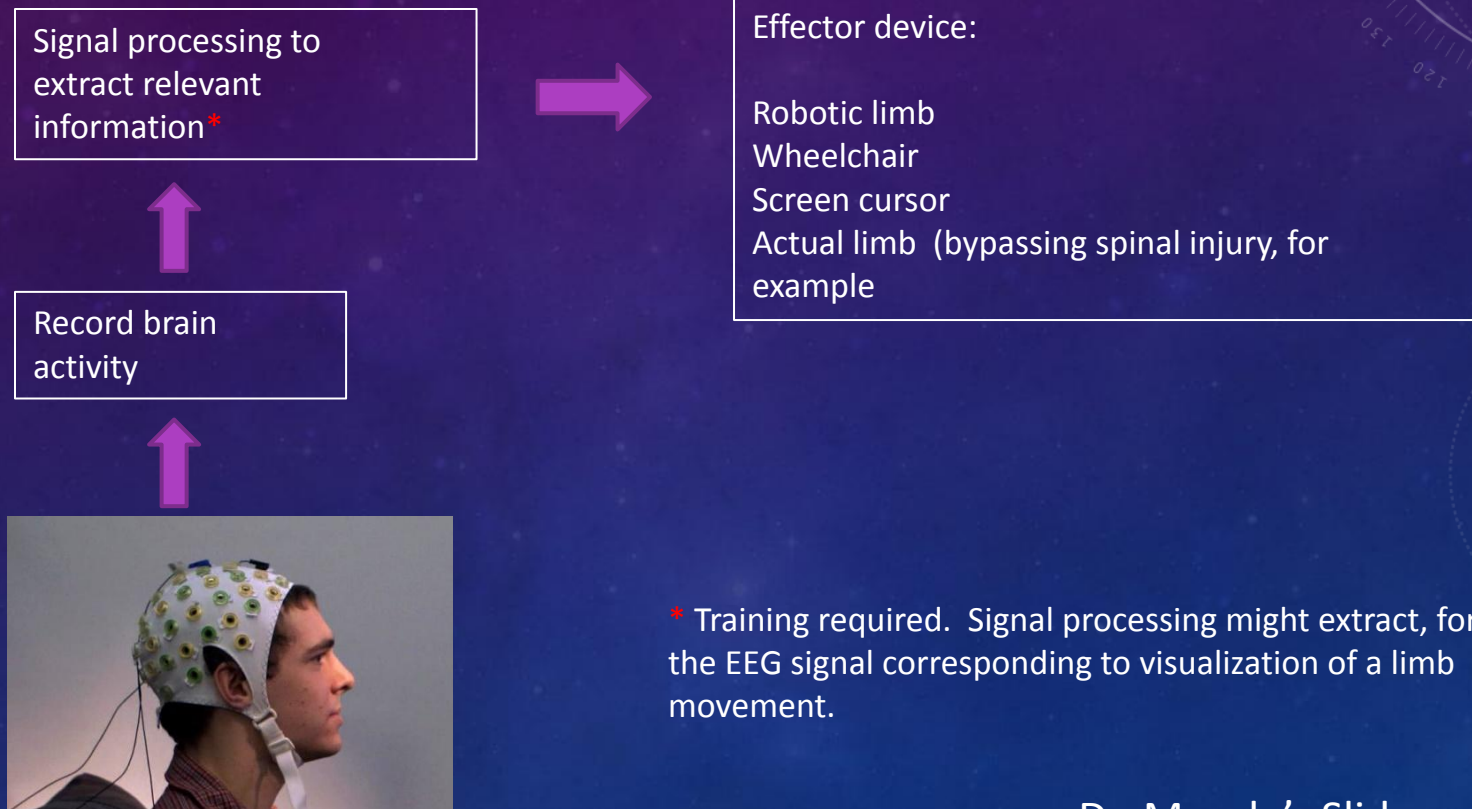 Signal processing to
extract relevant
information*
Effector device:
Robotic limb
Wheelchair
Screen cursor
Actual limb (bypassing spinal injury, for
example
Record brain
activity
* Training required. Signal processing might extract, for
the EEG signal corresponding to visualization of a limb
movement.
130
120